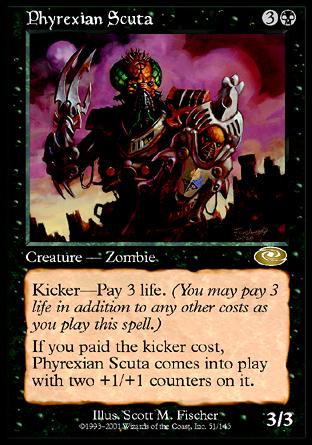 Phyrexian Scuta 3
Creature — Zombie
Kicker—Pay 3 life. (You may pay 3
life in addition to any other costs as
you play this spell.)
If you paid the kicker cost,
Phyrexian Scuta comes into play
with two +1/+1 counters on it.
Illus. Scott M. Fischer
©1993-2001 Wizards of the Coast, Inc. 51/143
3/3